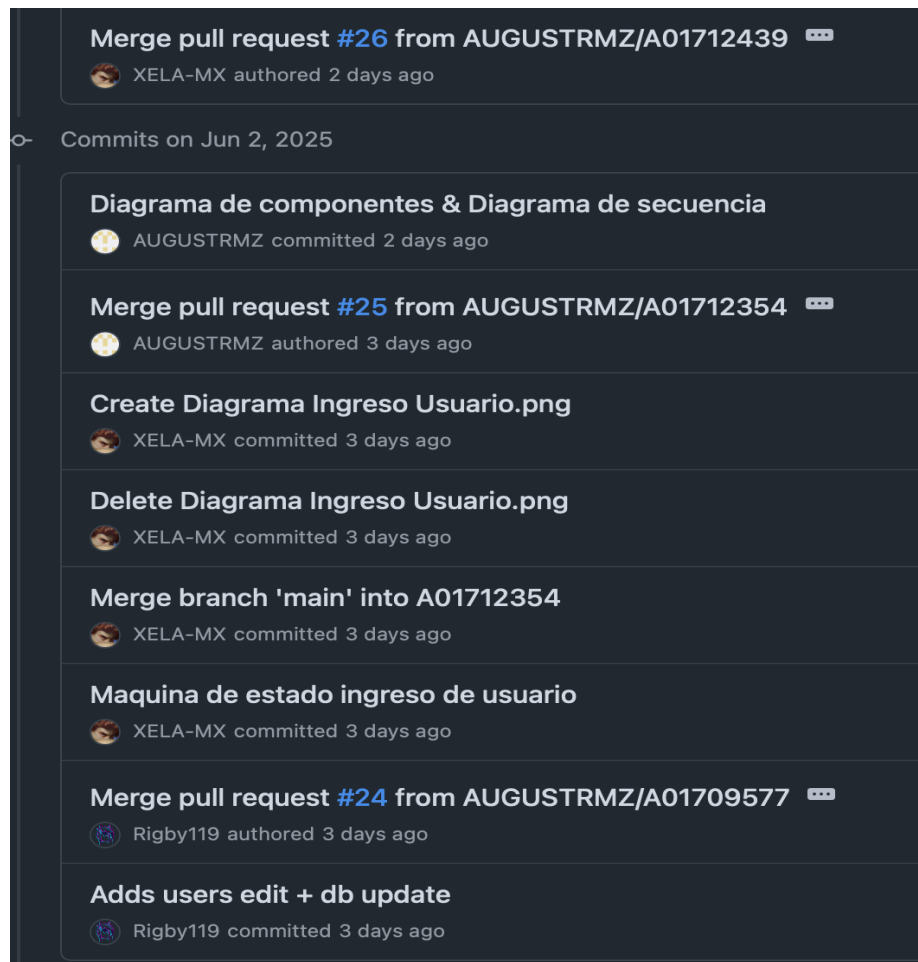 Merge pull request #26 from AUGUSTRMZ/A01712439
XELA-MX authored 2 days ago
Commits on Jun 2, 2025
Diagrama de componentes & Diagrama de secuencia
AUGUSTRMZ committed 2 days ago
Merge pull request #25 from AUGUSTRMZ/A01712354
AUGUSTRMZ authored 3 days ago
Create Diagrama Ingreso Usuario.png
XELA-MX committed 3 days ago
Delete Diagrama Ingreso Usuario.png
XELA-MX committed 3 days ago
Merge branch 'main' into A01712354
XELA-MX committed 3 days ago
Maquina de estado ingreso de usuario
XELA-MX committed 3 days ago
Merge pull request #24 from AUGUSTRMZ/A01709577
Rigby119 authored 3 days ago
Adds users edit + db update
Rigby119 committed 3 days ago